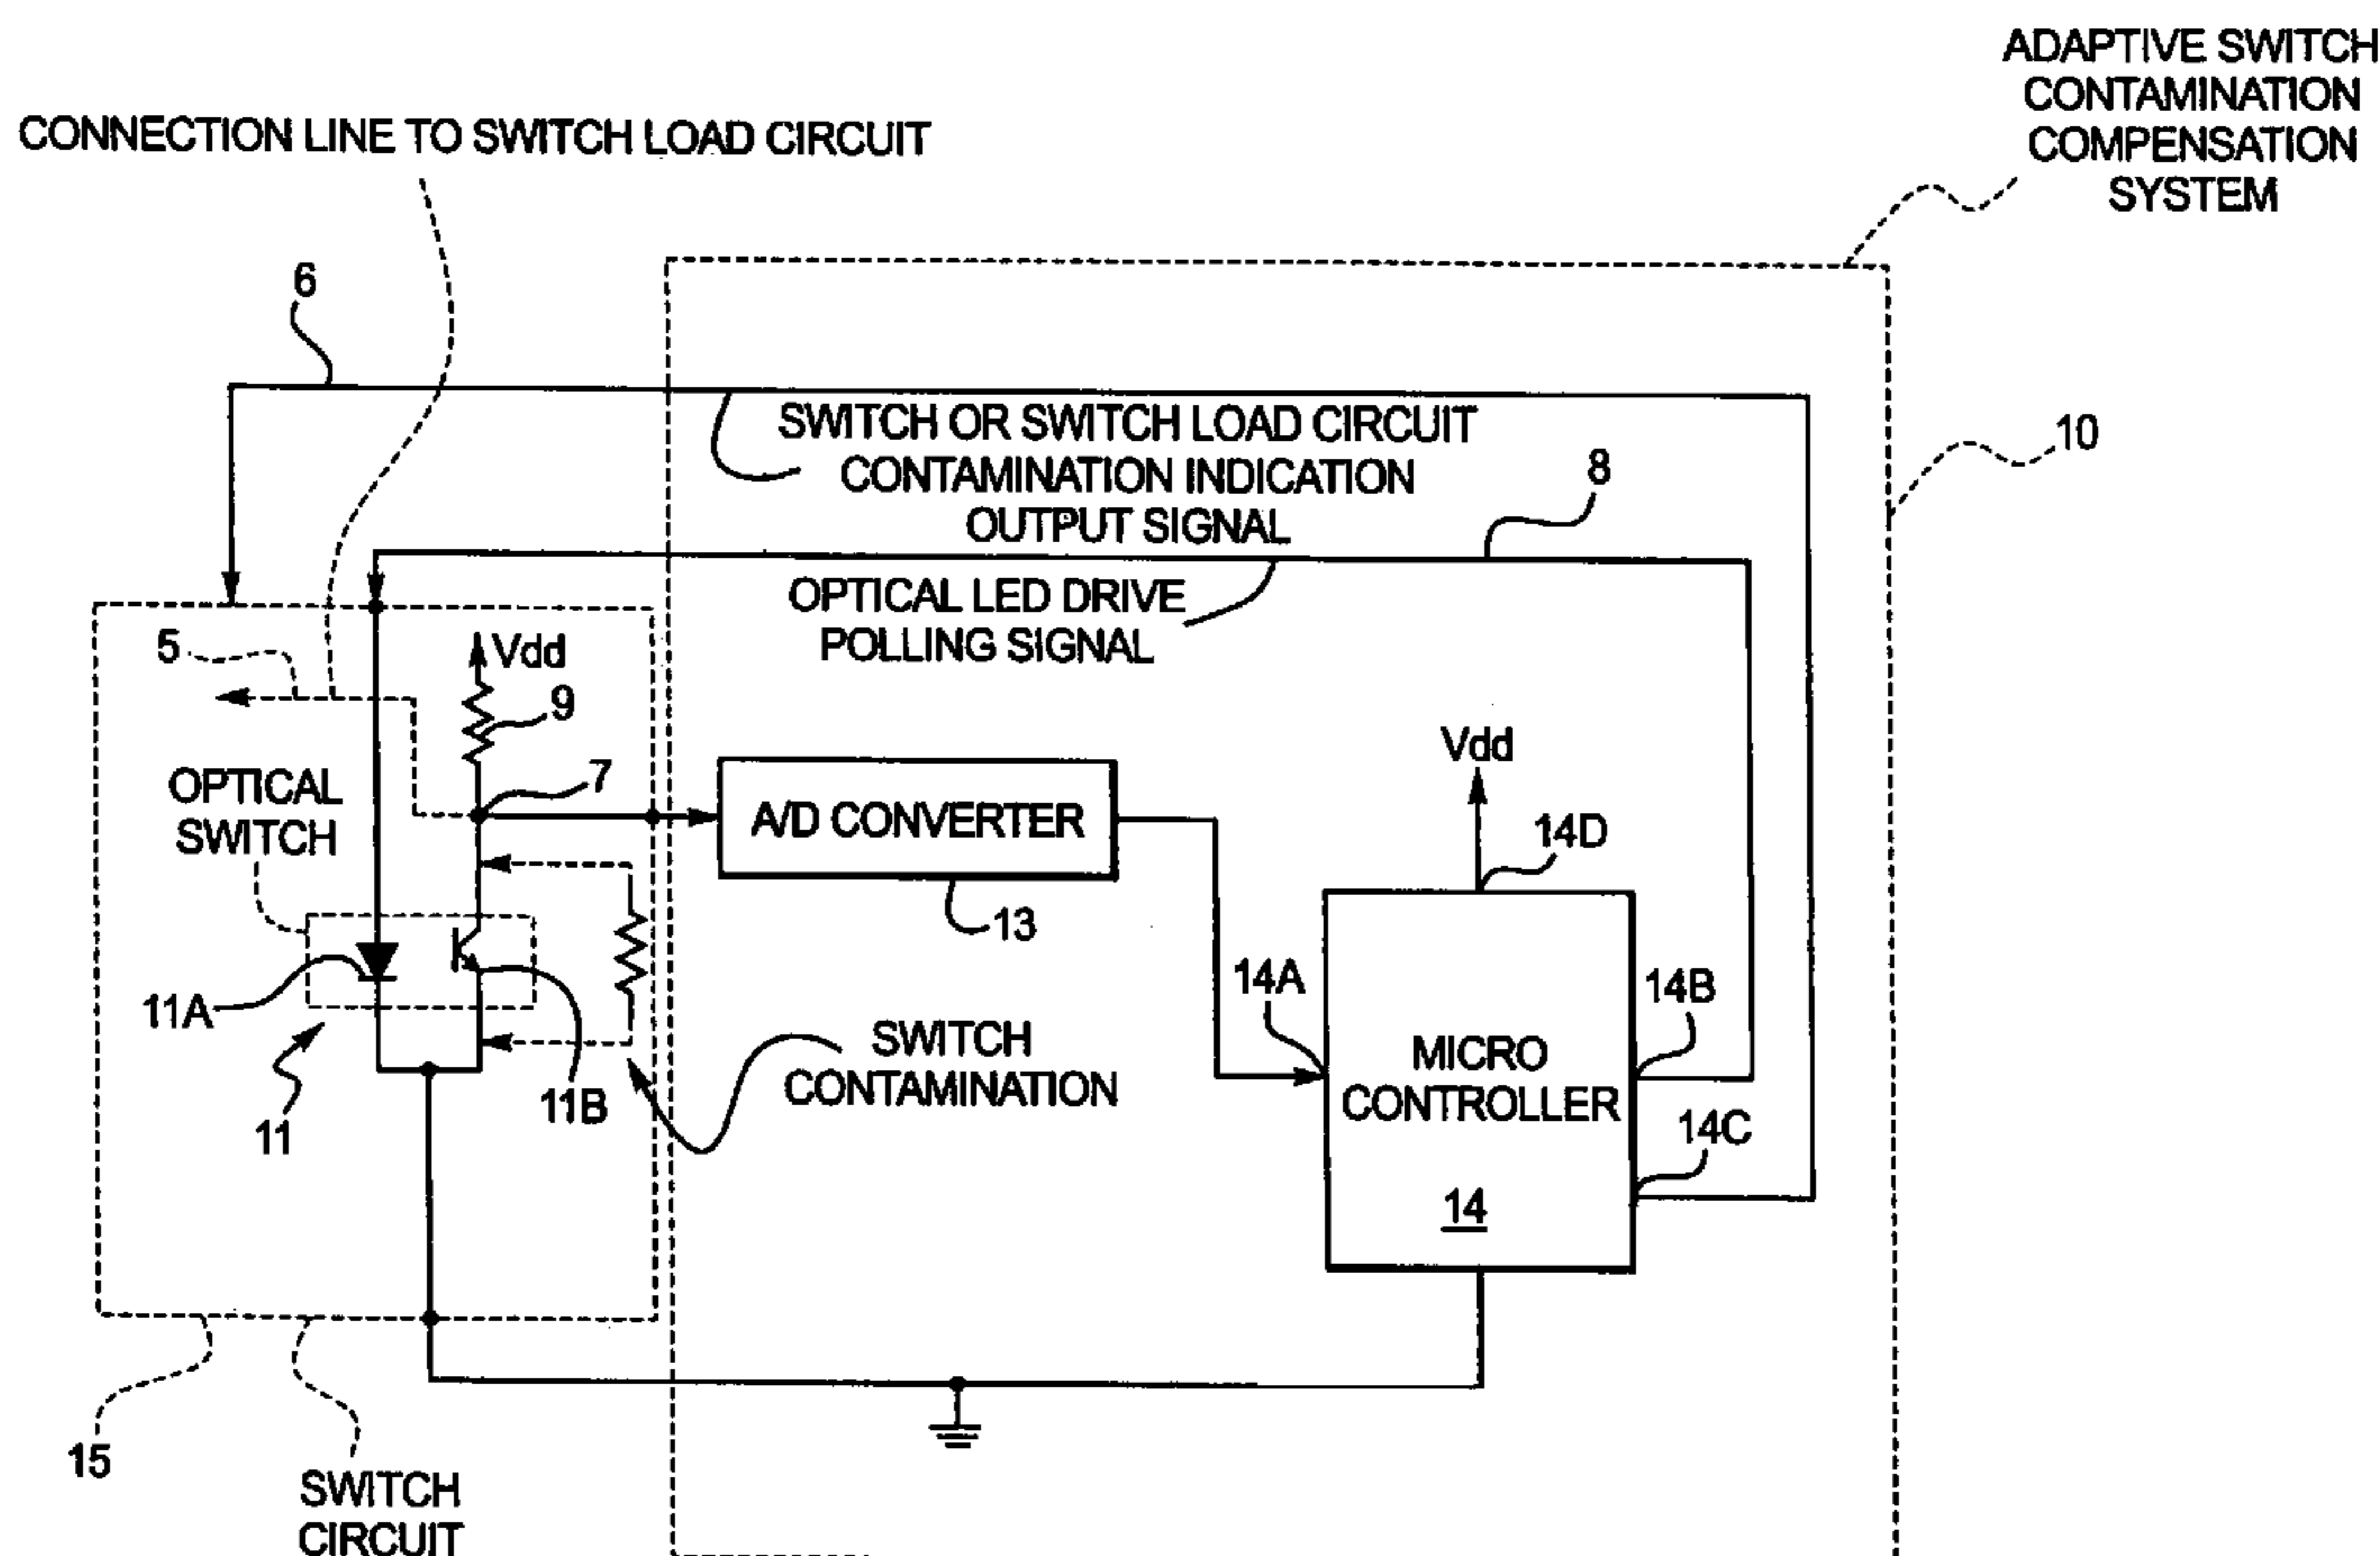 ADAPTIVE SWITCH
CONTAMINATION
COMPENSATION
SYSTEM
CONNECTION LINE TO SWITCH LOAD CIRCUIT
6
10
SWITCH OR SWITCH LOAD CIRCUIT
CONTAMINATION INDICATION
OUTPUT SIGNAL
8
OPTICAL LED DRIVE
POLLING SIGNAL
5
Vdd
9
OPTICAL
SWITCH
7
A/D CONVERTER
13
Vdd
14D
14A
14B
11A
11
11B
SWITCH
CONTAMINATION
MICRO
CONTROLLER
14
14C
15
SWITCH
CIRCUIT